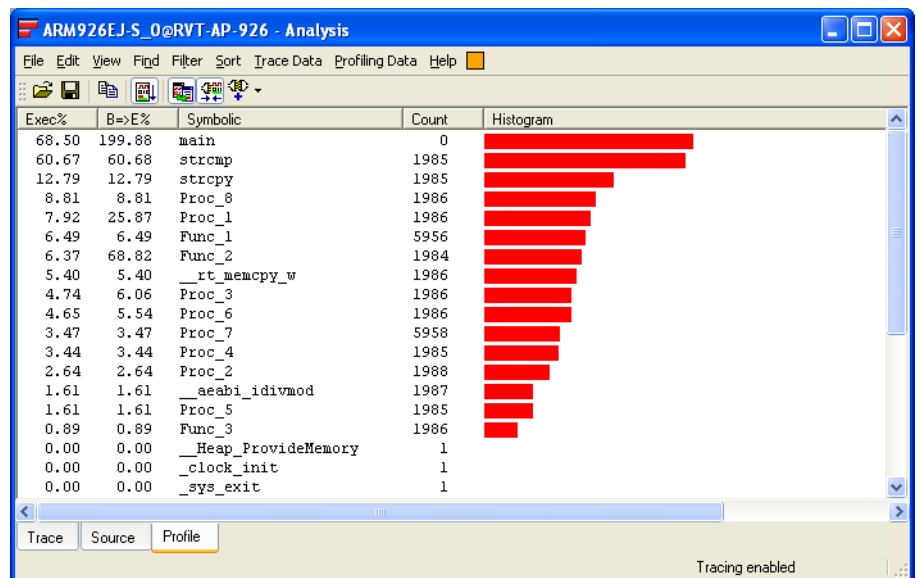 ARM926EJ-S_0@RVT-AP-926 - Analysis
File Edit View Find Filter Sort Trace Data Profiling Data Help
Exec% B=>E% Symbolic Count Histogram
68.50 199.88 main 0
60.67 60.68 strcmp 1985
12.79 12.79 strcpy 1985
8.81 8.81 Proc_8 1986
7.92 25.87 Proc_1 1986
6.49 6.49 Func_1 5956
6.37 68.82 Func_2 1984
5.40 5.40 __rt_memcpy_w 1986
4.74 6.06 Proc_3 1986
4.65 5.54 Proc_6 1986
3.47 3.47 Proc_7 5958
3.44 3.44 Proc_4 1985
2.64 2.64 Proc_2 1988
1.61 1.61 __aeabi_idivmod 1987
1.61 1.61 Proc_5 1985
0.89 0.89 Func_3 1986
0.00 0.00 __Heap_ProvideMemory 1
0.00 0.00 _clock_init 1
0.00 0.00 _sys_exit 1
Trace Source Profile
Tracing enabled